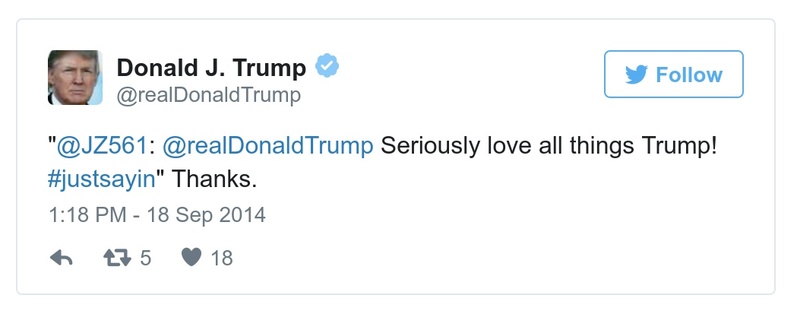 Donald J. Trump
@realDonaldTrump
Follow
"@JZ561: @realDonaldTrump Seriously love all things Trump!
#justsayin" Thanks.
1:18 PM - 18 Sep 2014
5 18